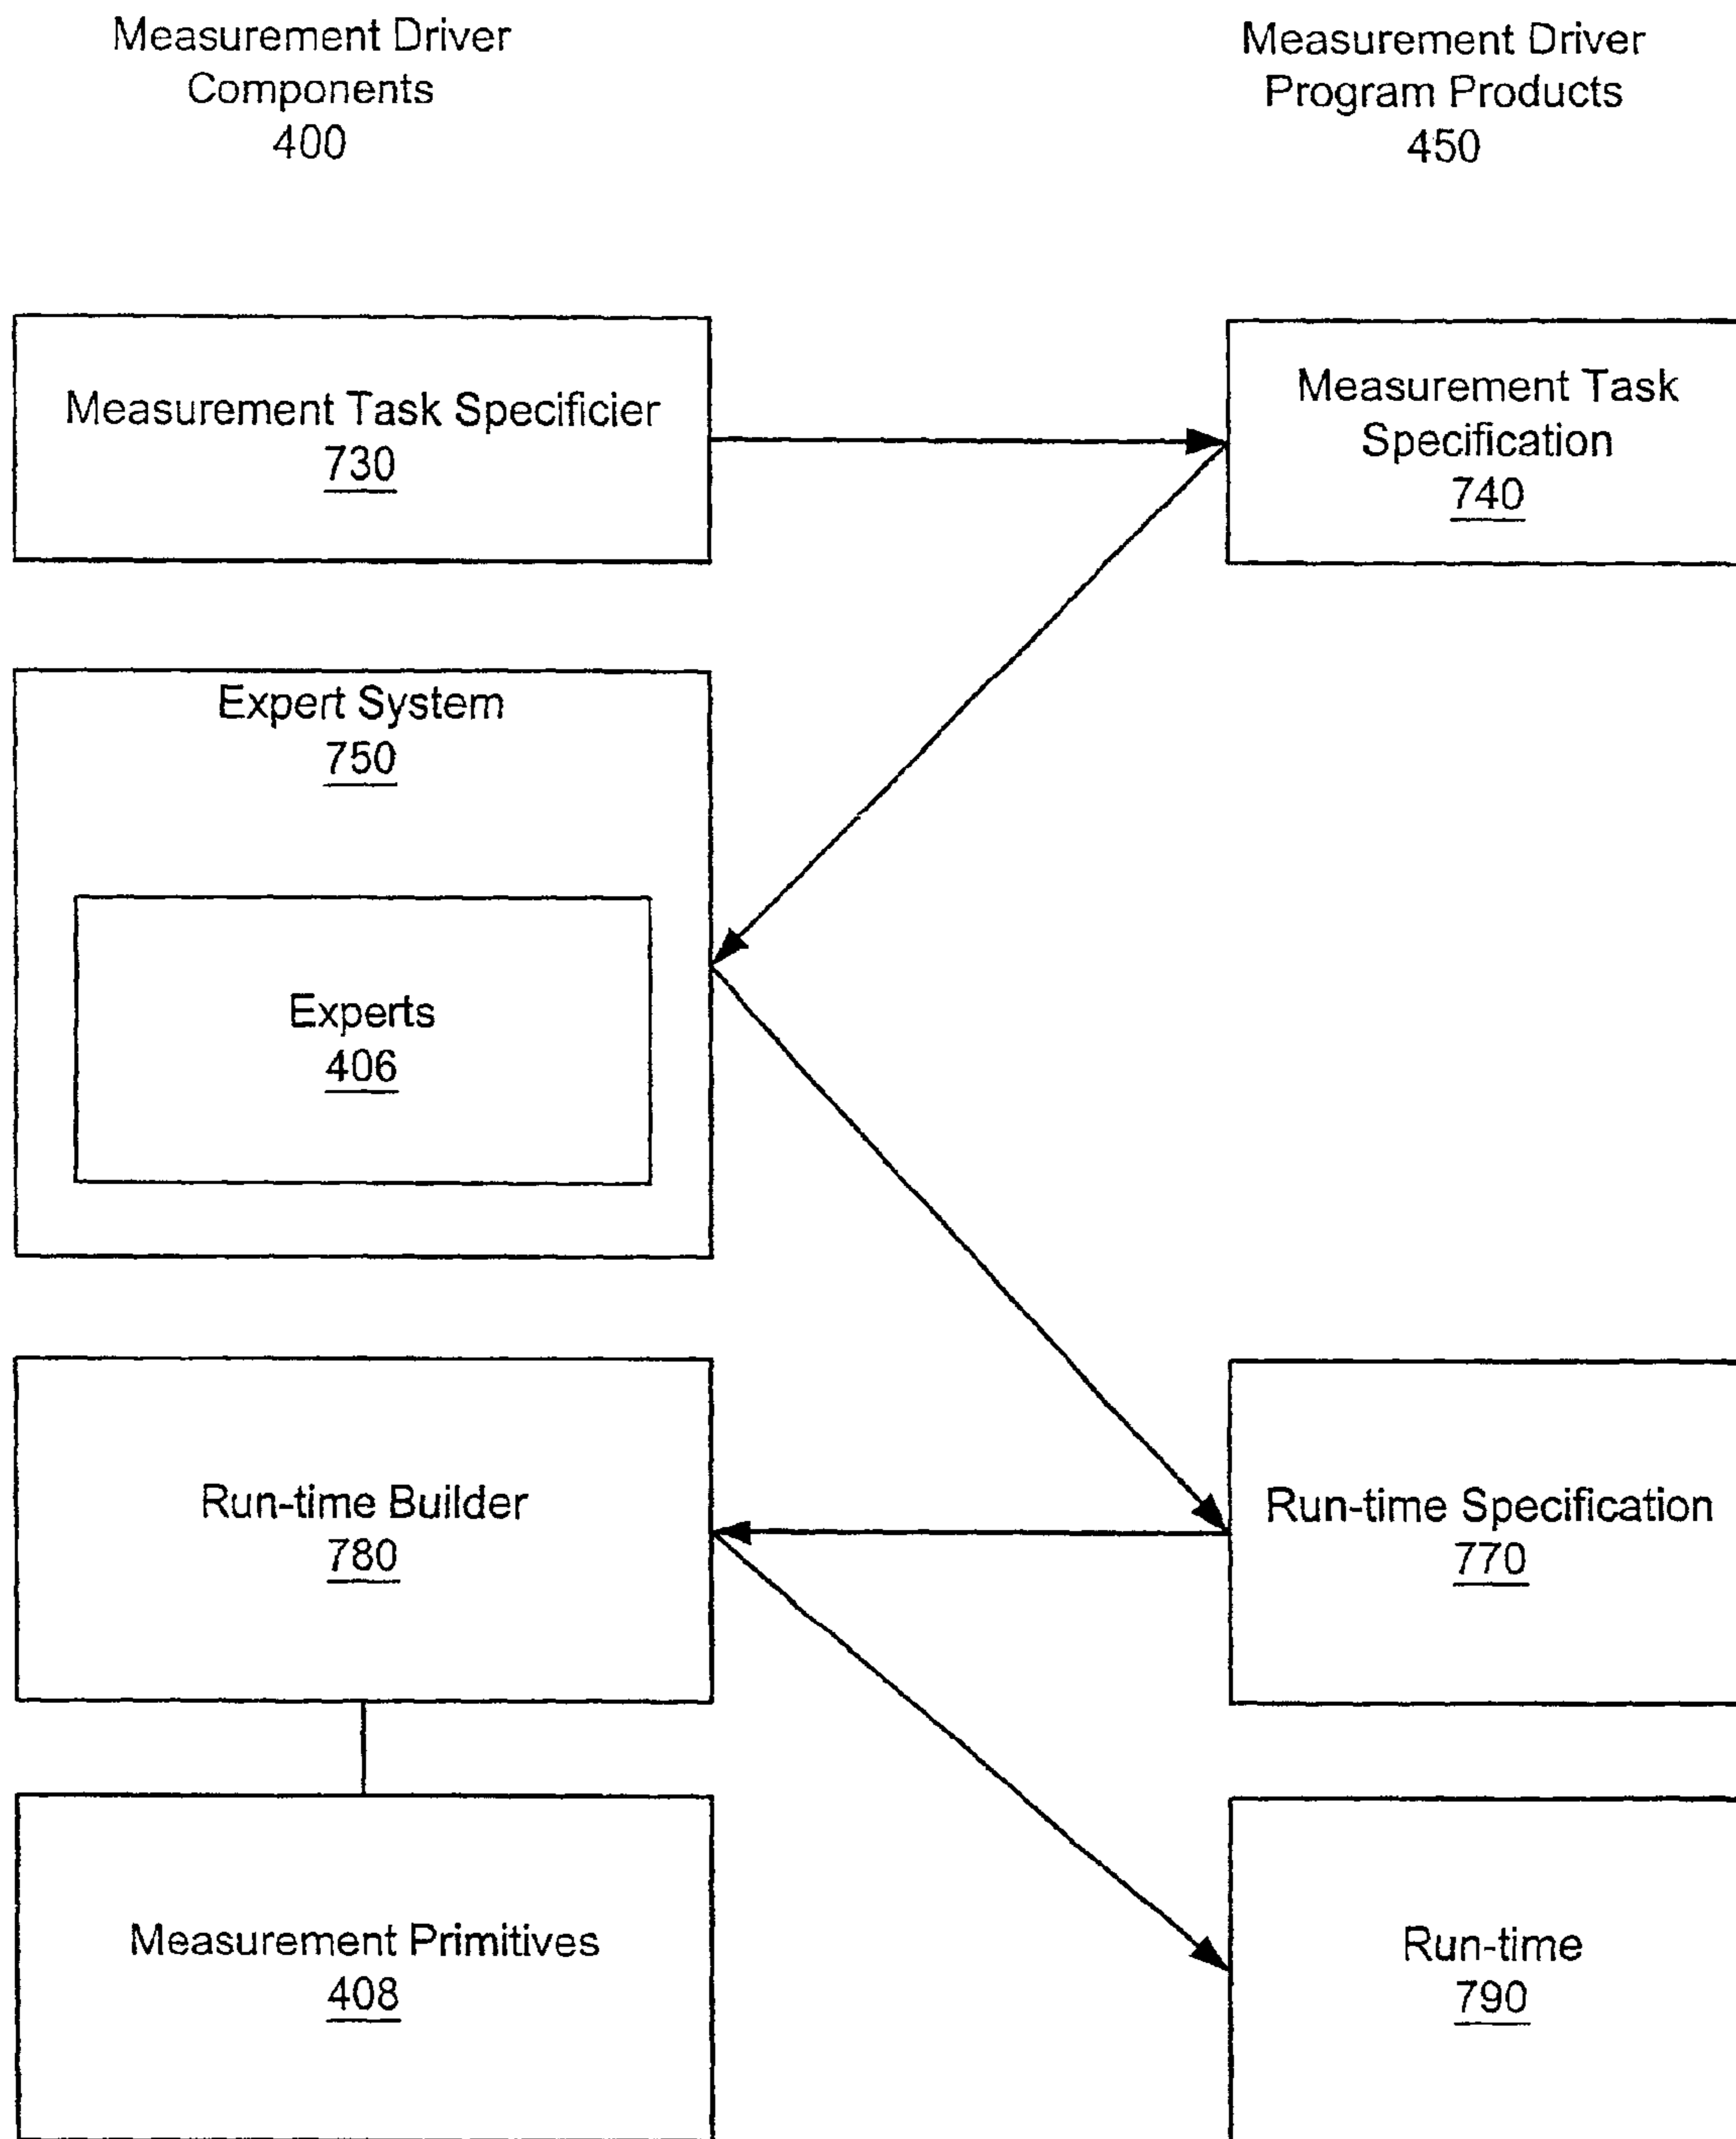 Measurement Driver
Components
400
Measurement Driver
Program Products
450
Measurement Task Specificier
730
Measurement Task
Specification
740
Expert System
750
Experts
406
Run-time Builder
780
Run-time Specification
770
Measurement Primitives
408
Run-time
790